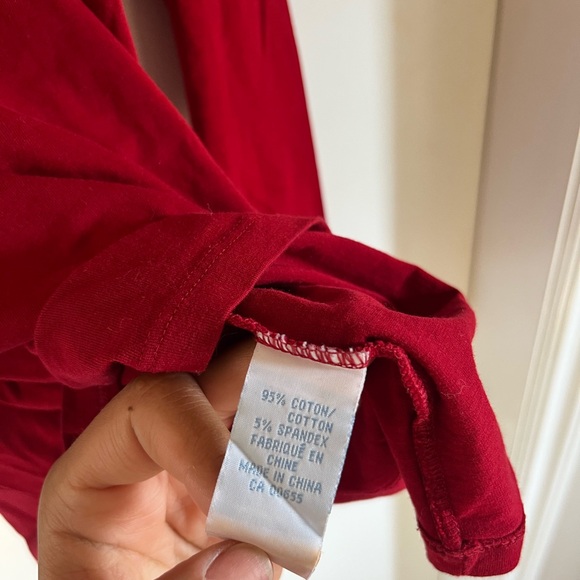 95% COTON/
COTTON
5% SPANDEX
FABRIQUÉ EN
CHINE
MADE IN CHINA
CA 00655